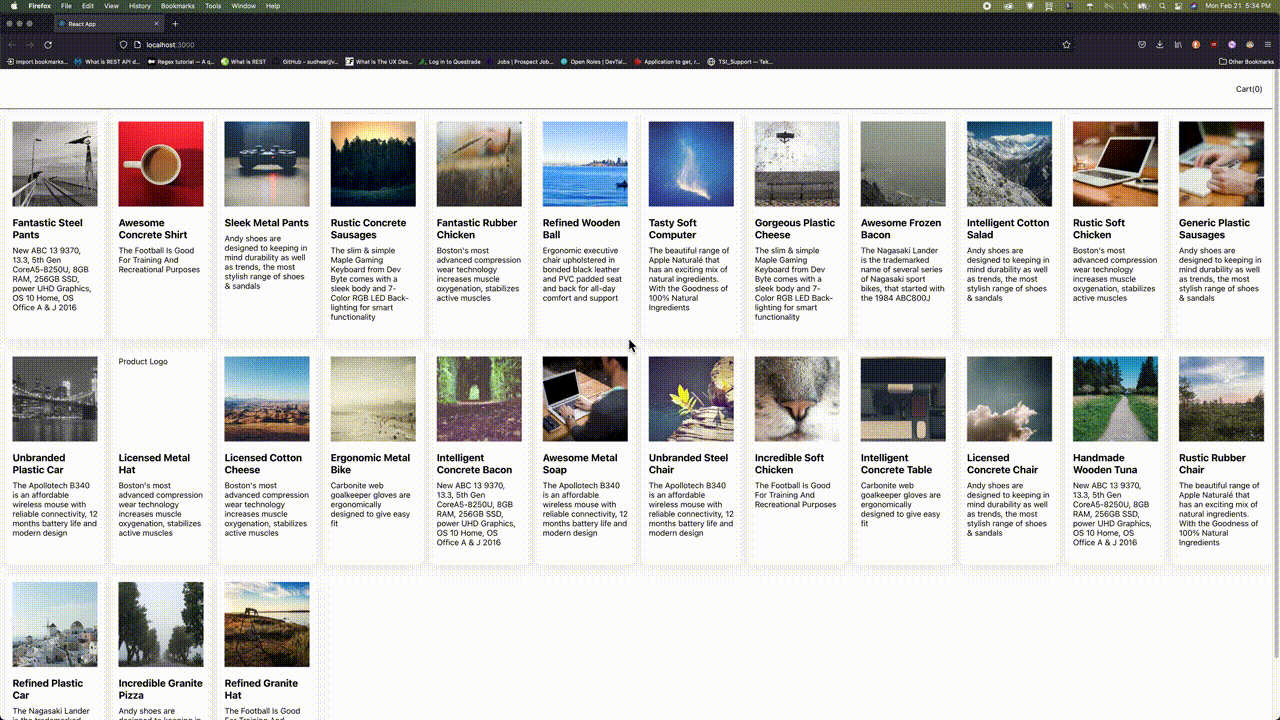 Firefox File Edit View History Bookmarks Tools Window Help Mon Feb 21 5:34 PM
React App
localhost:3000
Import bookmarks... What is REST API d... Regex tutorial — A q... What is REST GitHub - sudheerj/v... What Is The UX Des... Log in to Questrade Jobs | Prospect Job... Open Roles | DevTal... Application to get, r... TSI_Support — Tek... Other Bookmarks
Cart(0)
Fantastic Steel
Pants
New ABC 13 9370,
13.3, 5th Gen
CoreA5-8250U, 8GB
RAM, 256GB SSD,
power UHD Graphics,
OS 10 Home, OS
Office A & J 2016
Awesome
Concrete Shirt
The Football Is Good
For Training And
Recreational Purposes
Sleek Metal Pants
Andy shoes are
designed to keeping in
mind durability as well
as trends, the most
stylish range of shoes
& sandals
Rustic Concrete
Sausages
The slim & simple
Maple Gaming
Keyboard from Dev
Byte comes with a
sleek body and 7-
Color RGB LED Back-
lighting for smart
functionality
Fantastic Rubber
Chicken
Boston's most
advanced compression
wear technology
increases muscle
oxygenation, stabilizes
active muscles
Refined Wooden
Ball
Ergonomic executive
chair upholstered in
bonded black leather
and PVC padded seat
and back for all-day
comfort and support
Tasty Soft
Computer
The beautiful range of
Apple Naturalé that
has an exciting mix of
natural ingredients.
With the Goodness of
100% Natural
Ingredients
Gorgeous Plastic
Cheese
The slim & simple
Maple Gaming
Keyboard from Dev
Byte comes with a
sleek body and 7-
Color RGB LED Back-
lighting for smart
functionality
Awesome Frozen
Bacon
The Nagasaki Lander
is the trademarked
name of several series
of Nagasaki sport
bikes, that started with
the 1984 ABC800J
Intelligent Cotton
Salad
Andy shoes are
designed to keeping in
mind durability as well
as trends, the most
stylish range of shoes
& sandals
Rustic Soft
Chicken
Boston's most
advanced compression
wear technology
increases muscle
oxygenation, stabilizes
active muscles
Generic Plastic
Sausages
Andy shoes are
designed to keeping in
mind durability as well
as trends, the most
stylish range of shoes
& sandals
Unbranded
Plastic Car
The Apollotech B340
is an affordable
wireless mouse with
reliable connectivity, 12
months battery life and
modern design
Product Logo
Licensed Metal
Hat
Boston's most
advanced compression
wear technology
increases muscle
oxygenation, stabilizes
active muscles
Licensed Cotton
Cheese
Boston's most
advanced compression
wear technology
increases muscle
oxygenation, stabilizes
active muscles
Ergonomic Metal
Bike
Carbonite web
goalkeeper gloves are
ergonomically
designed to give easy
fit
Intelligent
Concrete Bacon
New ABC 13 9370,
13.3, 5th Gen
CoreA5-8250U, 8GB
RAM, 256GB SSD,
power UHD Graphics,
OS 10 Home, OS
Office A & J 2016
Awesome Metal
Soap
The Apollotech B340
is an affordable
wireless mouse with
reliable connectivity, 12
months battery life and
modern design
Unbranded Steel
Chair
The Apollotech B340
is an affordable
wireless mouse with
reliable connectivity, 12
months battery life and
modern design
Incredible Soft
Chicken
The Football Is Good
For Training And
Recreational Purposes
Intelligent
Concrete Table
Carbonite web
goalkeeper gloves are
ergonomically
designed to give easy
fit
Licensed
Concrete Chair
Andy shoes are
designed to keeping in
mind durability as well
as trends, the most
stylish range of shoes
& sandals
Handmade
Wooden Tuna
New ABC 13 9370,
13.3, 5th Gen
CoreA5-8250U, 8GB
RAM, 256GB SSD,
power UHD Graphics,
OS 10 Home, OS
Office A & J 2016
Rustic Rubber
Chair
The beautiful range of
Apple Naturalé that
has an exciting mix of
natural ingredients.
With the Goodness of
100% Natural
Ingredients
Refined Plastic
Car
The Nagasaki Lander
is the trademarked
Incredible Granite
Pizza
Andy shoes are
designed to keeping in
Refined Granite
Hat
The Football Is Good
For Training And